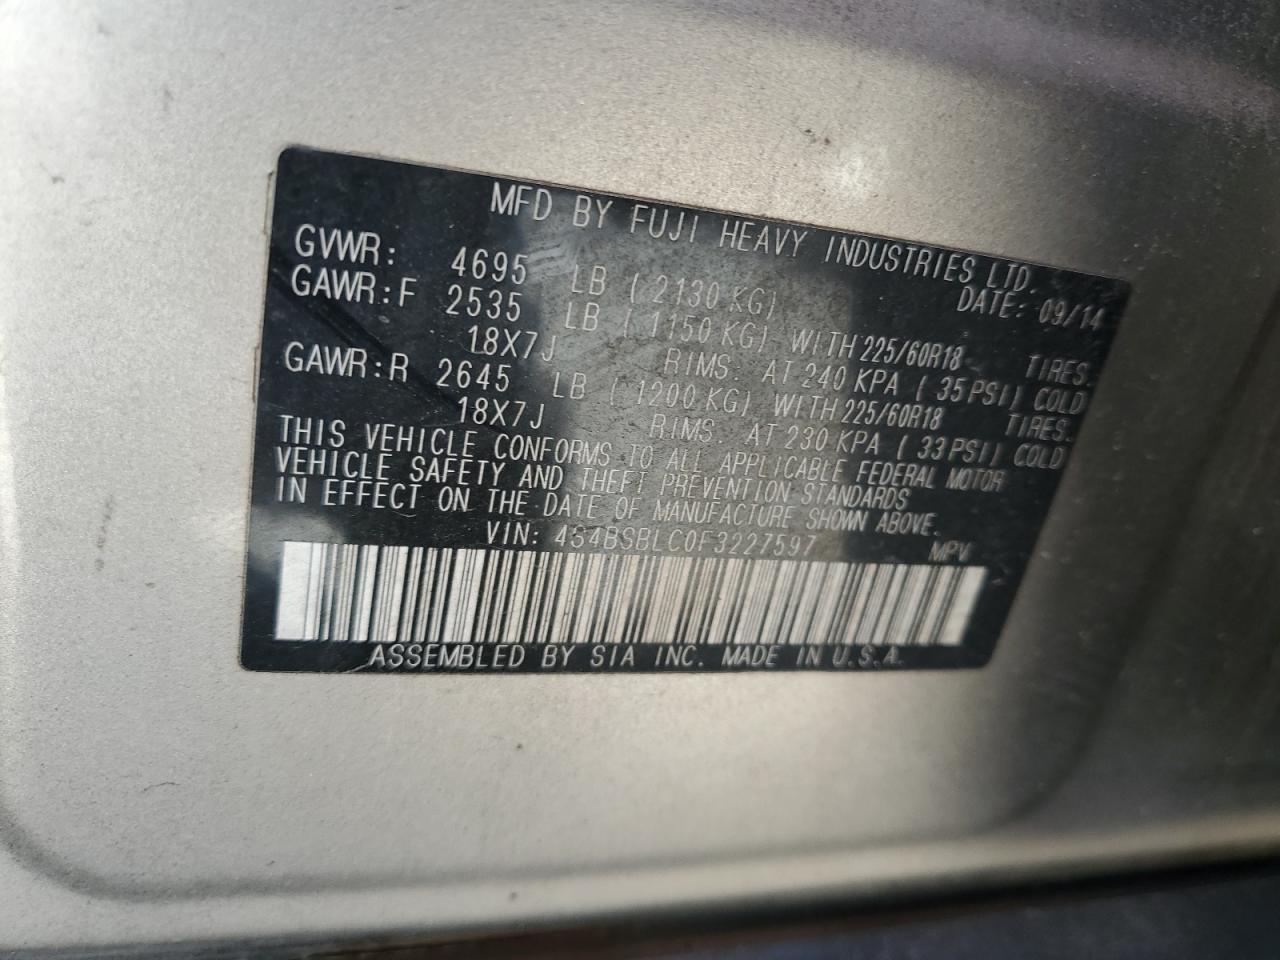 MFD BY FUJI HEAVY INDUSTRIES LTD.
DATE: 09/14
GVWR: 4695 LB ( 2130 KG)
GAWR:F 2535 LB ( 1150 KG) WITH 225/60R18 TIRES.
18X7J RIMS. AT 240 KPA ( 35 PSI) COLD
GAWR:R 2645 LB ( 1200 KG) WITH 225/60R18 TIRES.
18X7J RIMS. AT 230 KPA ( 33 PSI) COLD
THIS VEHICLE CONFORMS TO ALL APPLICABLE FEDERAL MOTOR
VEHICLE SAFETY AND THEFT PREVENTION STANDARDS
IN EFFECT ON THE DATE OF MANUFACTURE SHOWN ABOVE.
VIN: 4S4BSBLC0F3227597 MPV
ASSEMBLED BY SIA INC. MADE IN U.S.A.